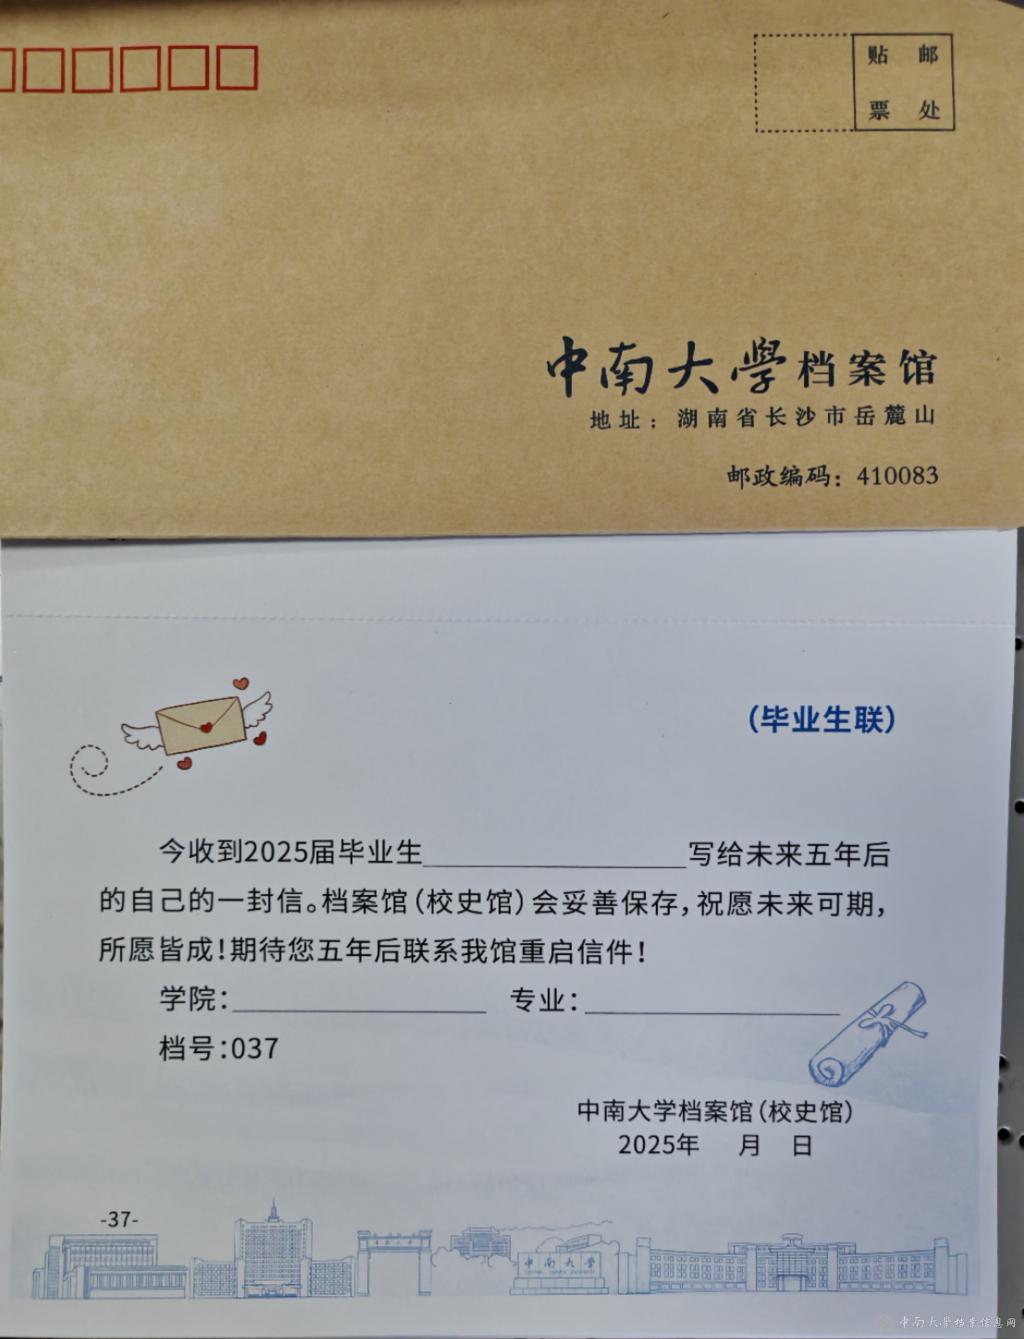 贴 邮
票 处
中南大學档案馆
地址：湖南省长沙市岳麓山
邮政编码：410083
（毕业生联）
今收到2025届毕业生____________写给未来五年后
的自己的一封信。档案馆（校史馆）会妥善保存，祝愿未来可期，
所愿皆成！期待您五年后联系我馆重启信件！
学院：____________ 专业：____________
档号：037
中南大学档案馆（校史馆）
2025年 月 日
-37-
中南大學
中南大學档案信息网